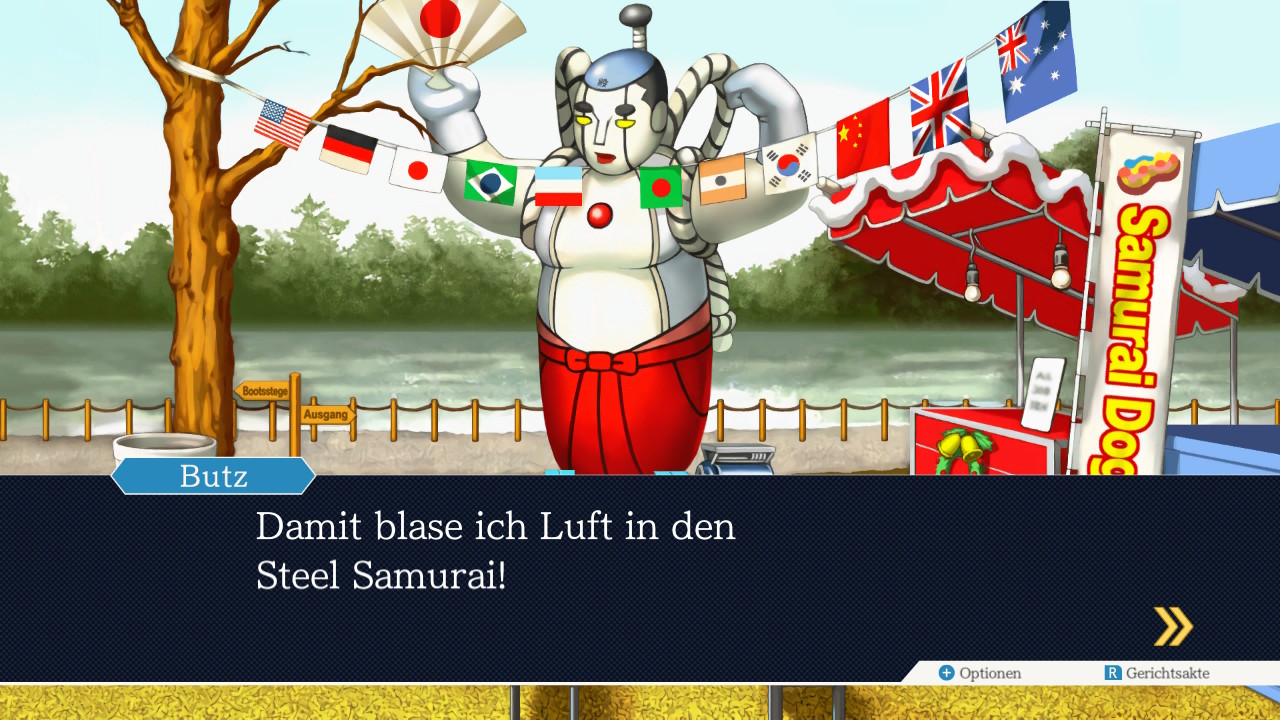 Bootsstege
Ausgang
Samurai Dog
Butz
Damit blase ich Luft in den
Steel Samurai!
+ Optionen
R Gerichtsakte